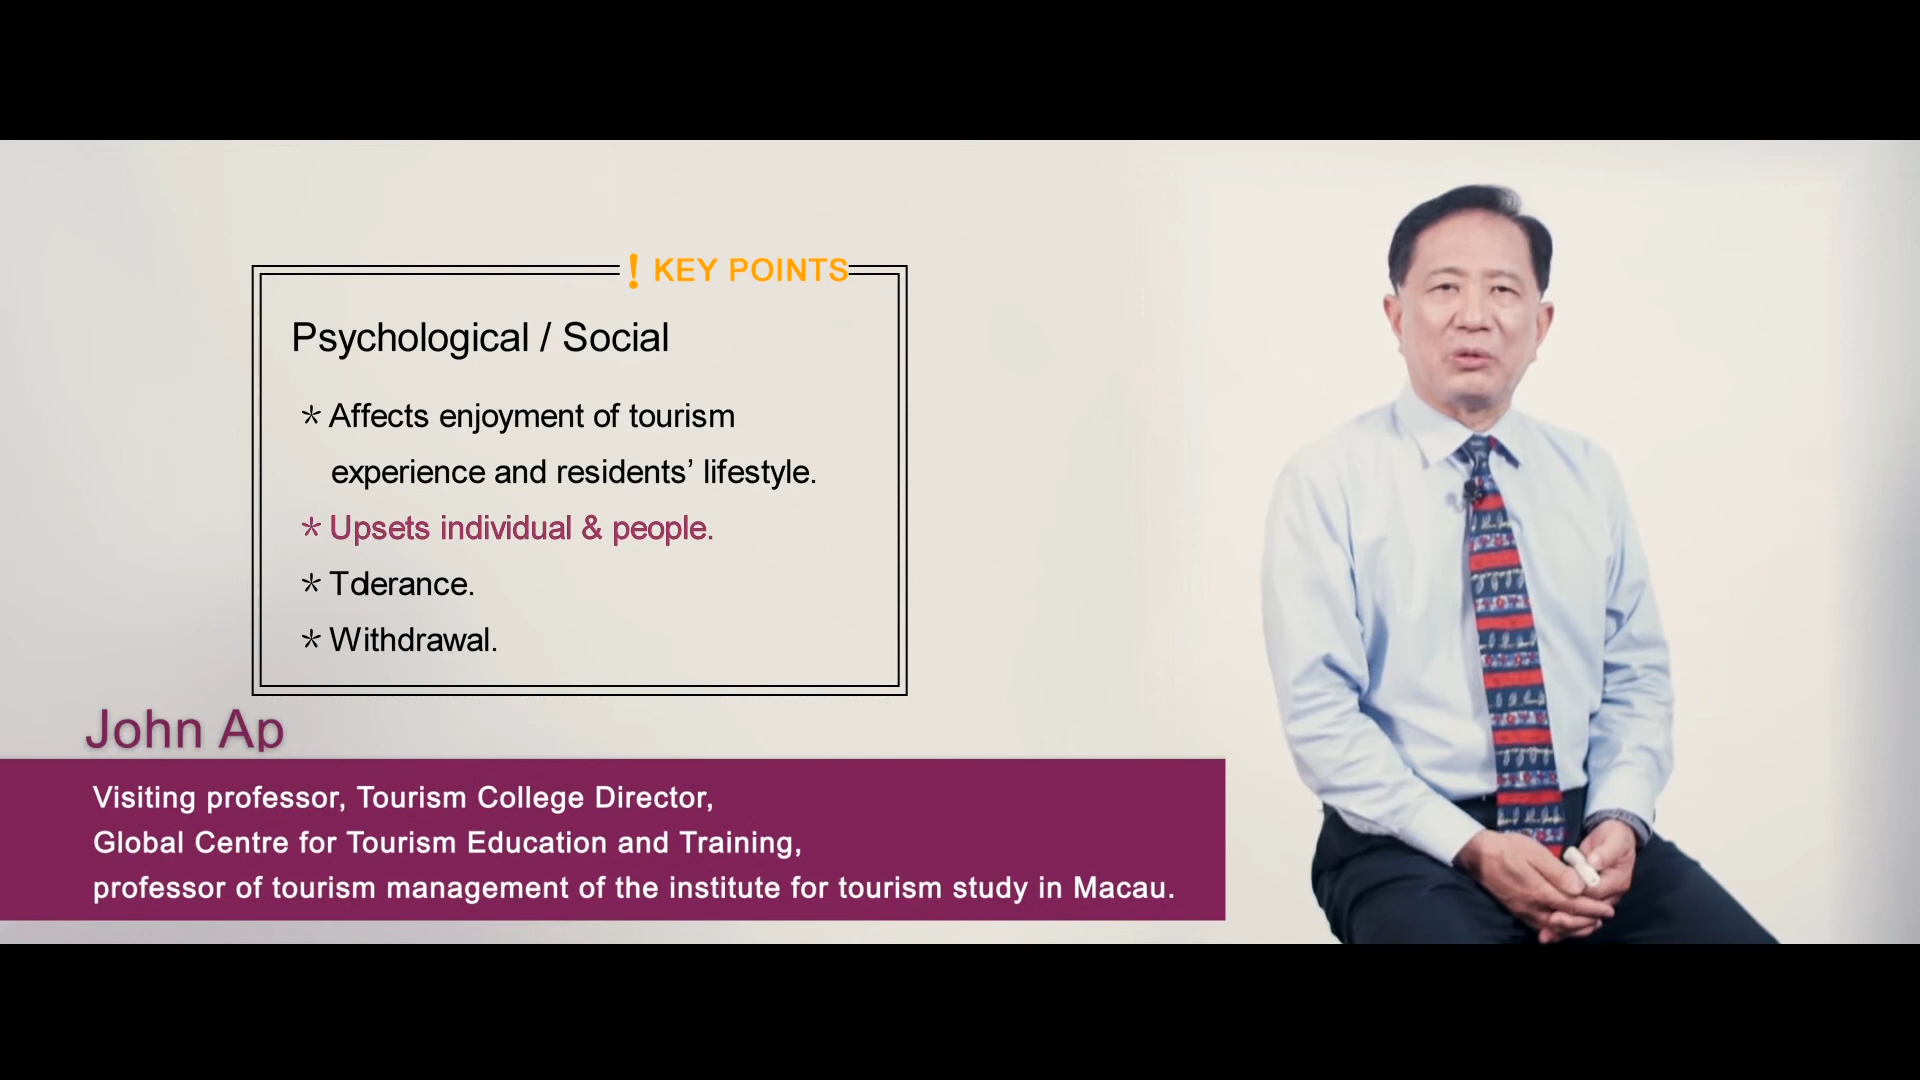 ! KEY POINTS
Psychological / Social
* Affects enjoyment of tourism
experience and residents’ lifestyle.
* Upsets individual & people.
* Tderance.
* Withdrawal.
John Ap
Visiting professor, Tourism College Director,
Global Centre for Tourism Education and Training,
professor of tourism management of the institute for tourism study in Macau.